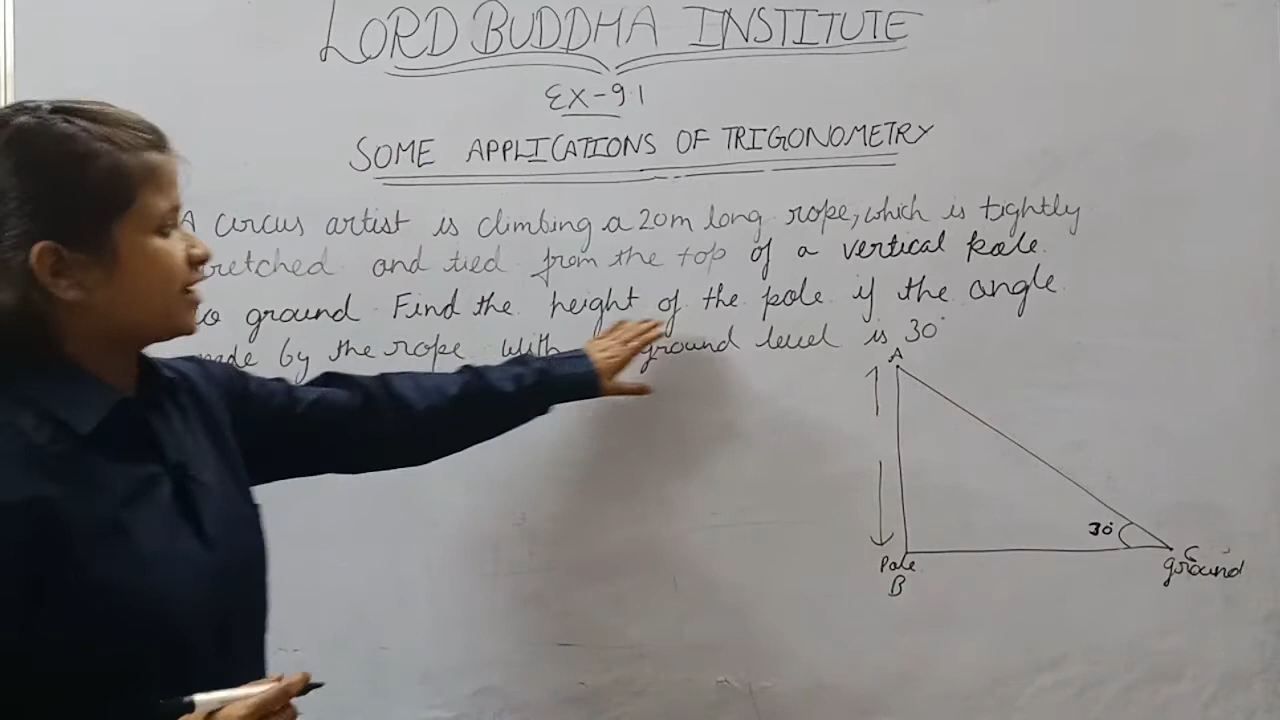 LORD BUDDHA INSTITUTE
EX-9.1
SOME APPLICATIONS OF TRIGONOMETRY
A circus artist is climbing a 20m long rope, which is tightly
retched and tied from the top of a vertical pole
to ground Find the height of the pole if the angle
made by the rope with ground level is 30°
A
30°
Pole
B
C
ground